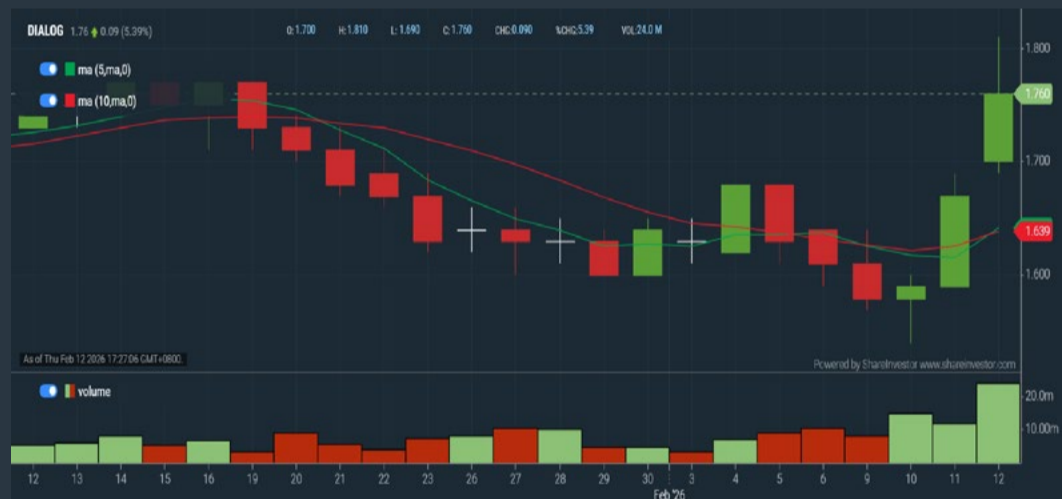 DIALOG 1.76 0.09 (5.39%) O:1.700 H:1.810 L:1.690 C:1.760 CHG:0.090 %CHG:5.39 VOL:24.0 M
ma (5,ma,0)
ma (10,ma,0)
1.800
1.760
1.700
1.639
1.600
As of Thu Feb 12 2026 17:27:06 GMT+0800. Powered by ShareInvestor www.shareinvestor.com
volume
20.0m
10.00m
12 13 14 15 16 19 20 21 22 23 26 27 28 29 30 3 4 5 6 9 10 11 12
Feb '26